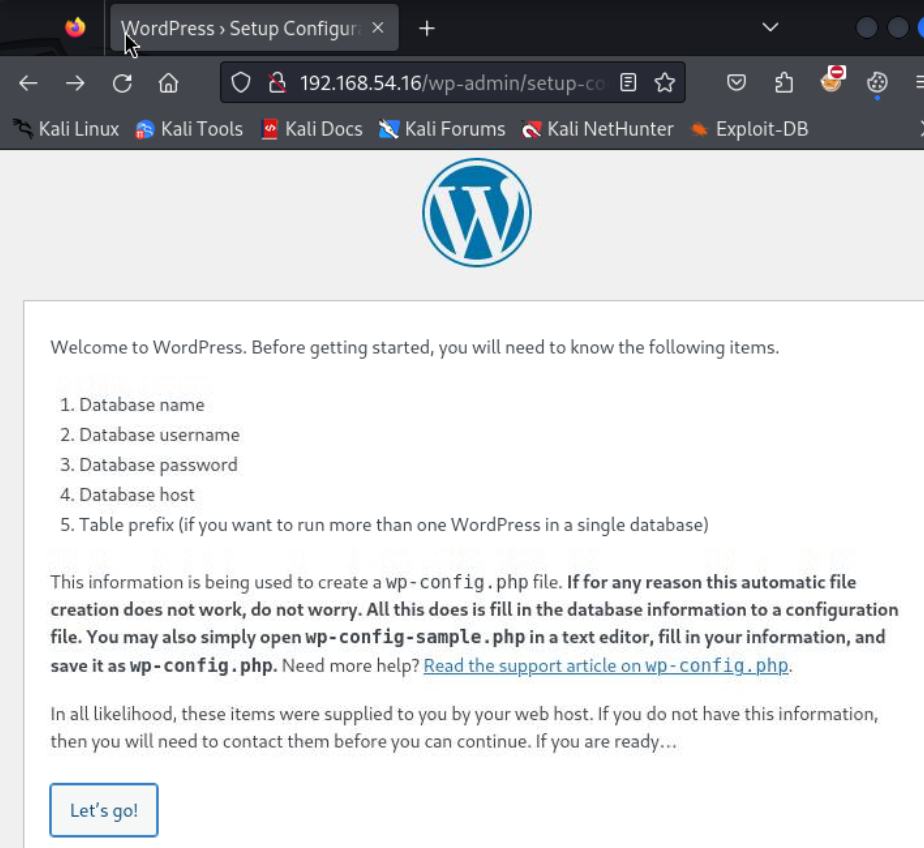 WordPress › Setup Configur
192.168.54.16/wp-admin/setup-co
Kali Linux Kali Tools Kali Docs Kali Forums Kali NetHunter Exploit-DB
Welcome to WordPress. Before getting started, you will need to know the following items.
1. Database name
2. Database username
3. Database password
4. Database host
5. Table prefix (if you want to run more than one WordPress in a single database)
This information is being used to create a wp-config.php file. If for any reason this automatic file
creation does not work, do not worry. All this does is fill in the database information to a configuration
file. You may also simply open wp-config-sample.php in a text editor, fill in your information, and
save it as wp-config.php. Need more help? Read the support article on wp-config.php.
In all likelihood, these items were supplied to you by your web host. If you do not have this information,
then you will need to contact them before you can continue. If you are ready…
Let's go!